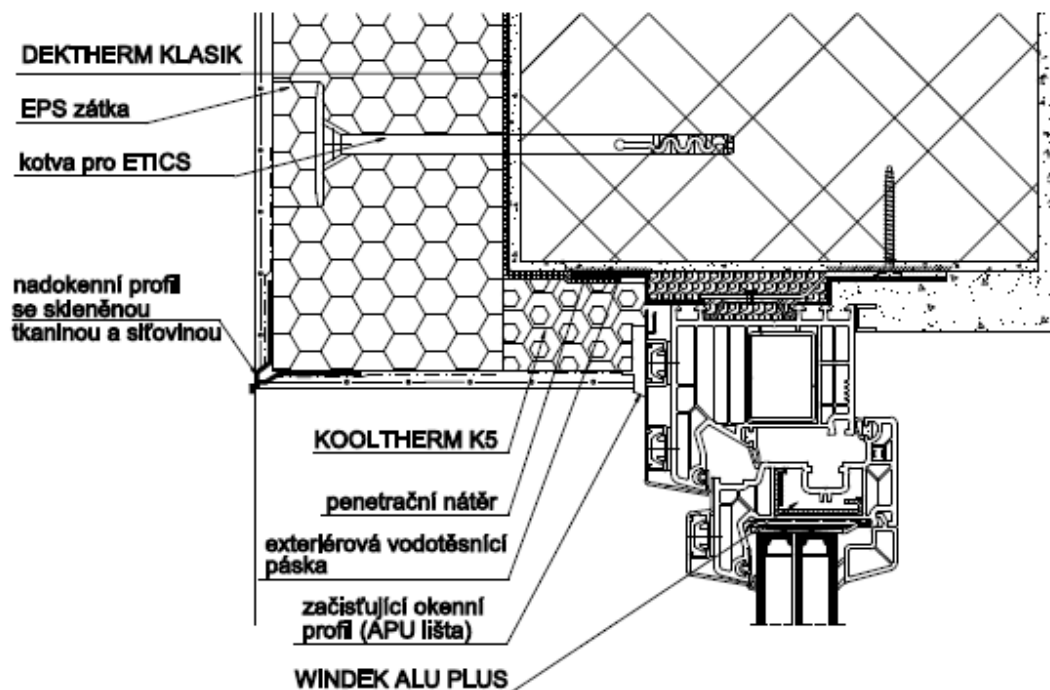 DEKTHERM KLASIK
EPS zátka
kotva pro ETICS
nadokenní profil
se skleněnou
tkaninou a síťovinou
KOOLTHERM K5
penetrační nátěr
exteriérová vodotěsnící
páska
začisťující okenní
profil (APU lišta)
WINDEK ALU PLUS